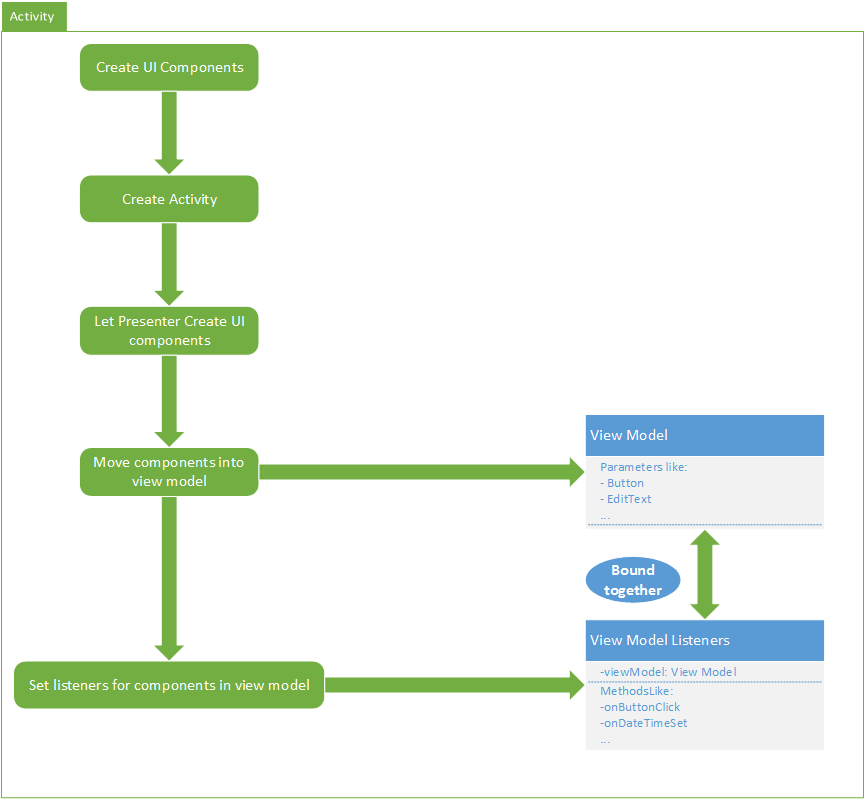 Activity
Create UI Components
Create Activity
Let Presenter Create UI
components
Move components into
view model
View Model
Parameters like:
- Button
- EditText
...
Bound
together
View Model Listeners
-viewModel: View Model
MethodsLike:
-onButtonClick
-onDateTimeSet
...
Set listeners for components in view model